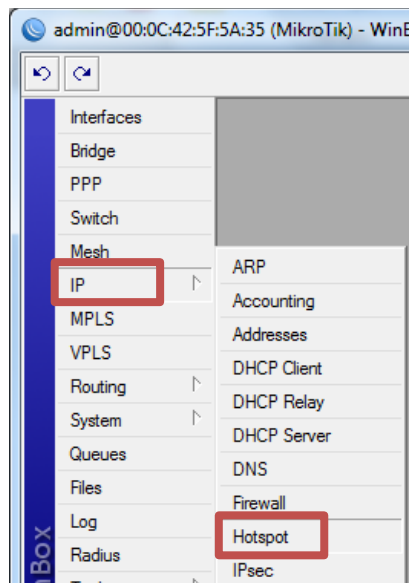 admin@00:0C:42:5F:5A:35 (MikroTik) - WinB
Interfaces
Bridge
PPP
Switch
Mesh
IP
MPLS
VPLS
Routing
System
Queues
Files
Log
Radius
ARP
Accounting
Addresses
DHCP Client
DHCP Relay
DHCP Server
DNS
Firewall
Hotspot
IPsec
nBox